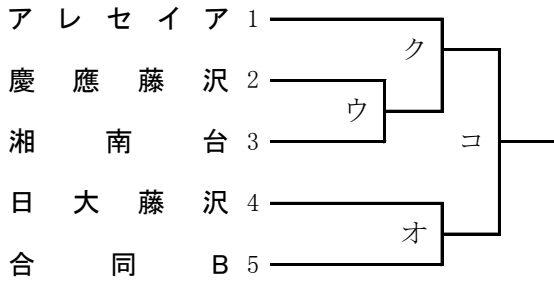 アレセイア 1
ク
慶應藤沢 2
ウ
湘南台 3
コ
日大藤沢 4
オ
合同B 5